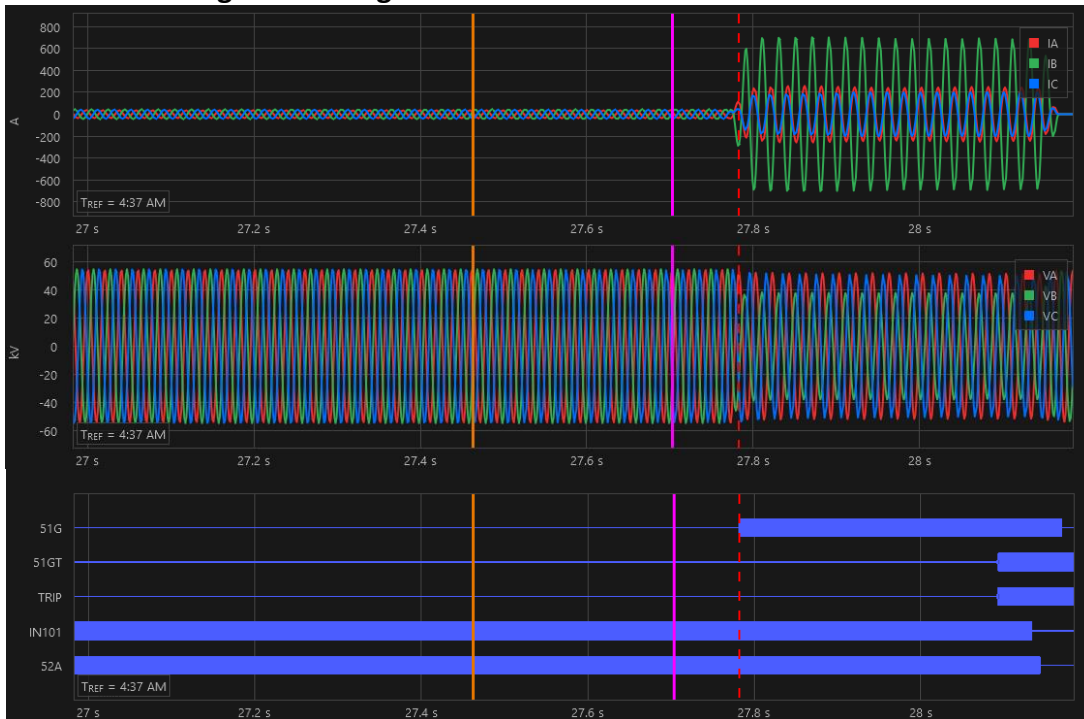 800
600
400
200
0
-200
-400
-600
-800
A
IA
IB
IC
TREF = 4:37 AM
27 s
27.2 s
27.4 s
27.6 s
27.8 s
28 s
60
40
20
0
-20
-40
-60
kV
VA
VB
VC
TREF = 4:37 AM
27 s
27.2 s
27.4 s
27.6 s
27.8 s
28 s
51G
51GT
TRIP
IN101
52A
TREF = 4:37 AM
27 s
27.2 s
27.4 s
27.6 s
27.8 s
28 s